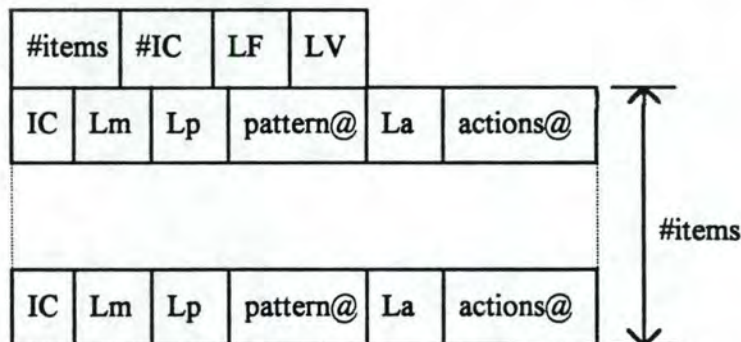 #items #IC LF LV
IC Lm Lp pattern@ La actions@
#items
IC Lm Lp pattern@ La actions@